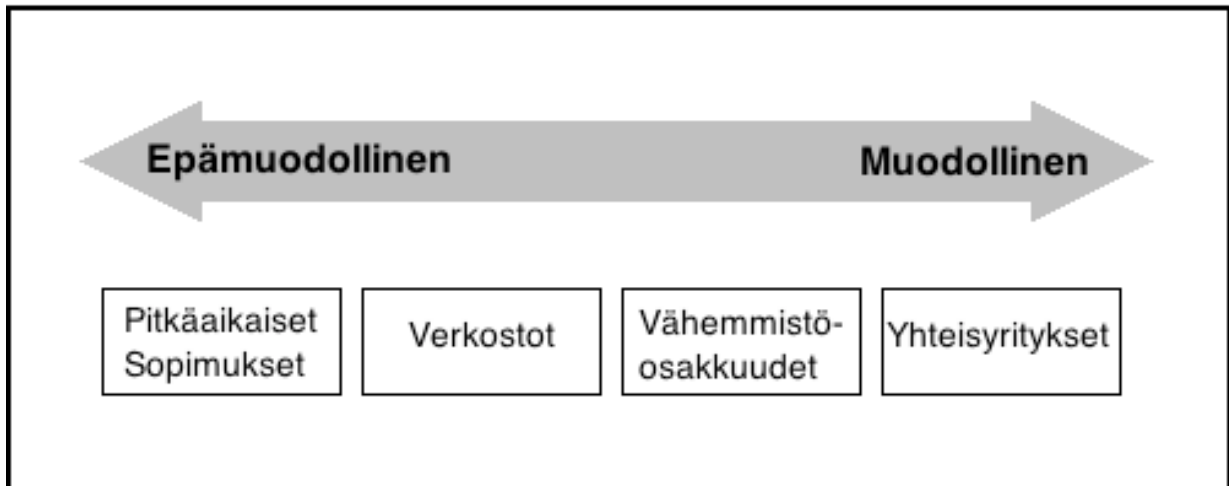 Epämuodollinen
Muodollinen
Pitkäaikaiset
Sopimukset
Verkostot
Vähemmistö-
osakkuudet
Yhteisyritykset